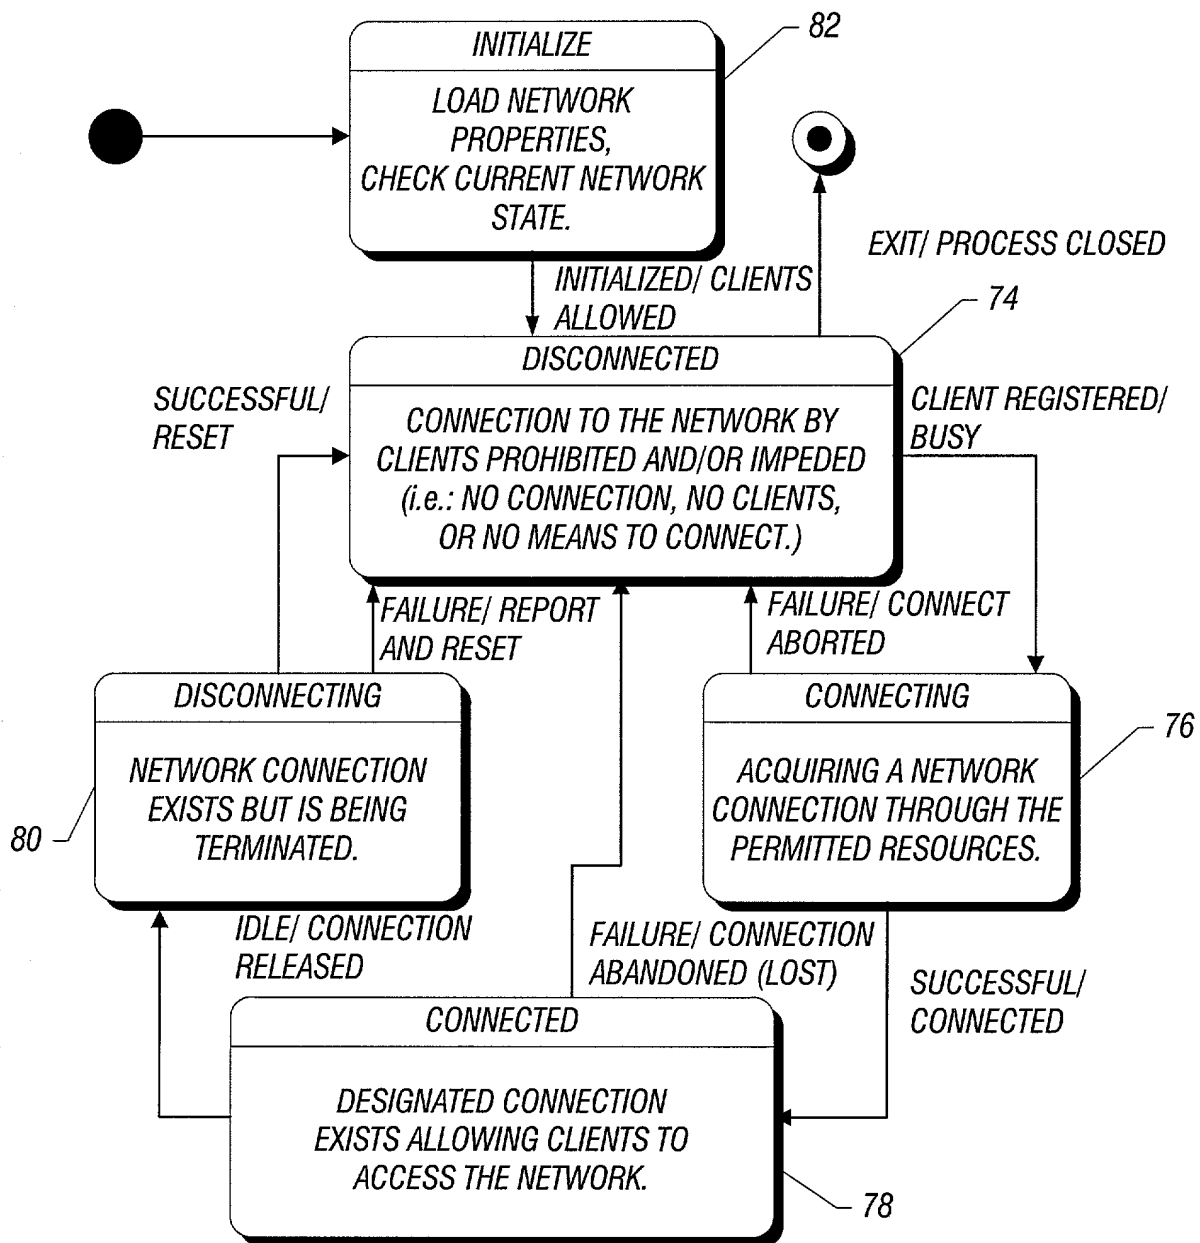 INITIALIZE
82
LOAD NETWORK
PROPERTIES,
CHECK CURRENT NETWORK
STATE.
EXIT/ PROCESS CLOSED
INITIALIZED/ CLIENTS
ALLOWED
74
DISCONNECTED
SUCCESSFUL/
RESET
CONNECTION TO THE NETWORK BY
CLIENTS PROHIBITED AND/OR IMPEDED
(i.e.: NO CONNECTION, NO CLIENTS,
OR NO MEANS TO CONNECT.)
CLIENT REGISTERED/
BUSY
FAILURE/ REPORT
AND RESET
FAILURE/ CONNECT
ABORTED
DISCONNECTING
NETWORK CONNECTION
EXISTS BUT IS BEING
TERMINATED.
80
CONNECTING
76
ACQUIRING A NETWORK
CONNECTION THROUGH THE
PERMITTED RESOURCES.
IDLE/ CONNECTION
RELEASED
FAILURE/ CONNECTION
ABANDONED (LOST)
SUCCESSFUL/
CONNECTED
CONNECTED
DESIGNATED CONNECTION
EXISTS ALLOWING CLIENTS TO
ACCESS THE NETWORK.
78